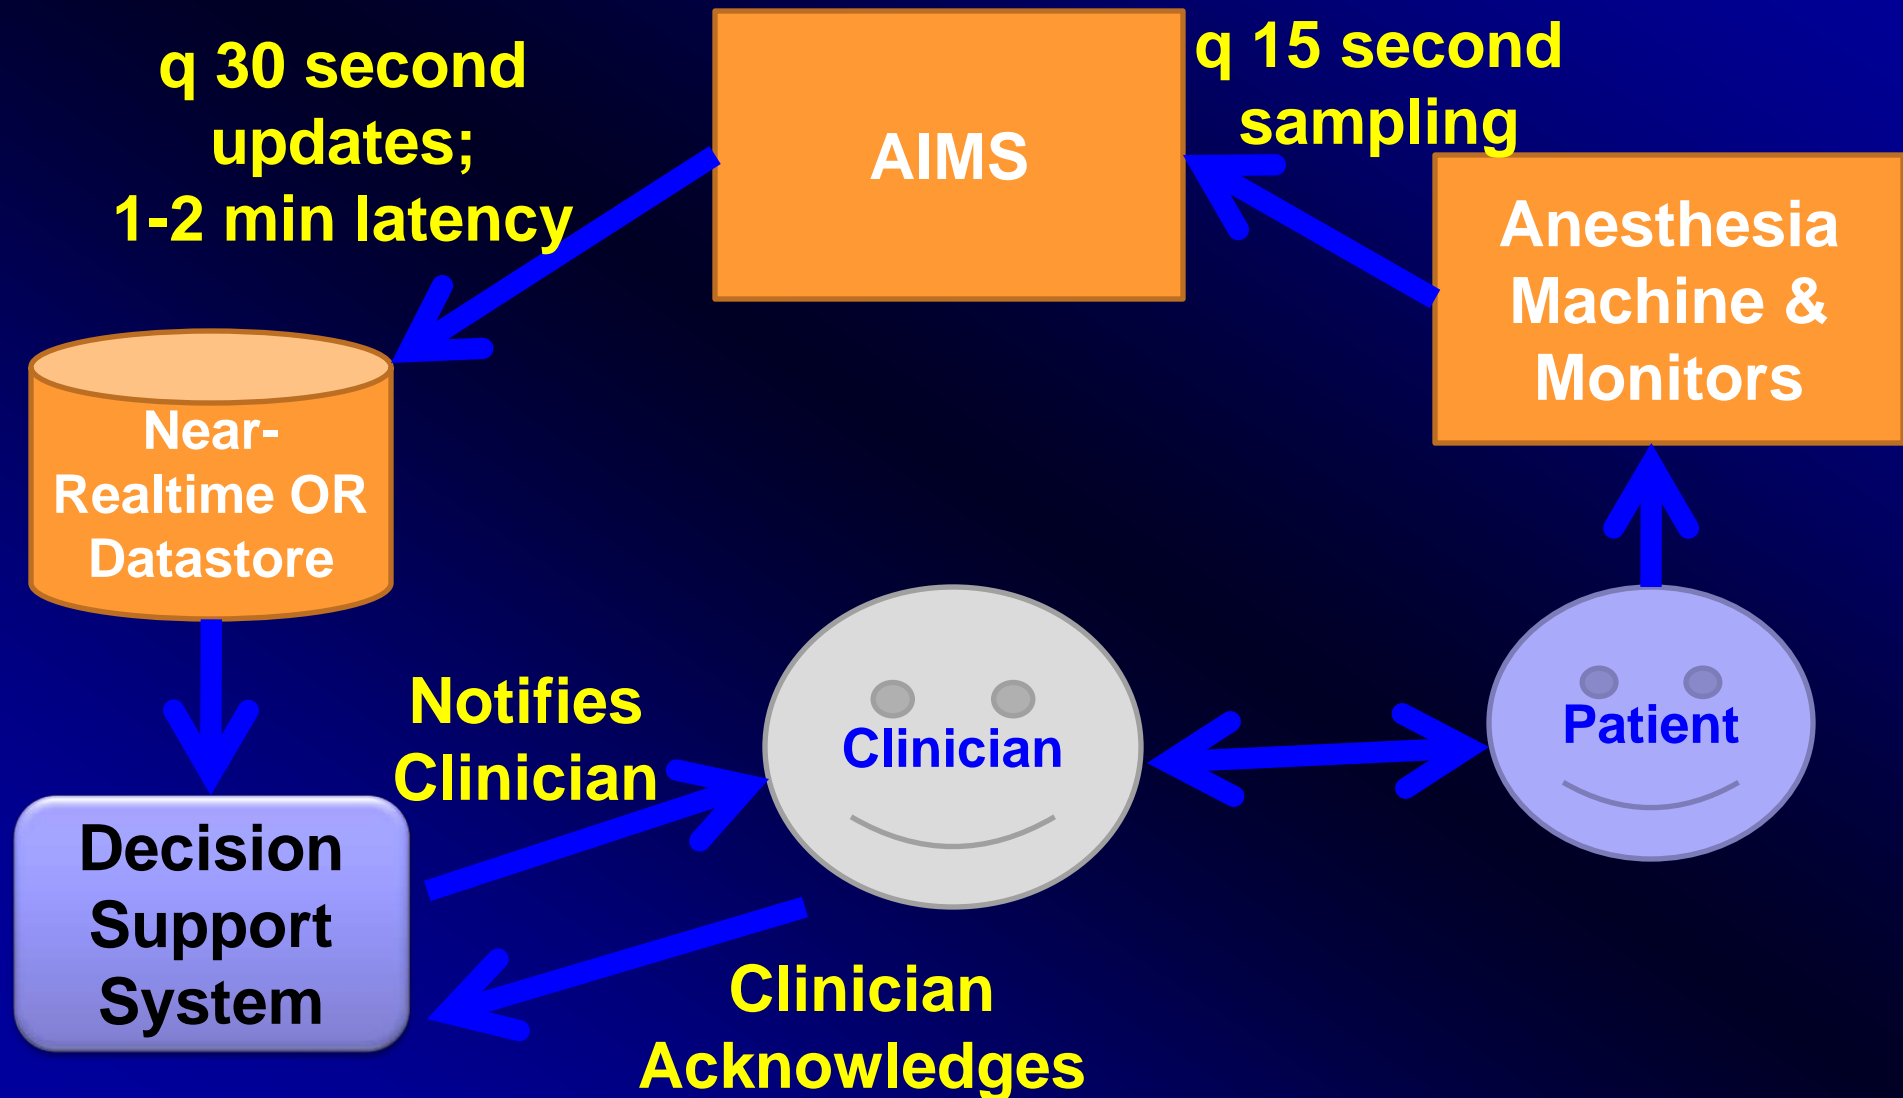 q 30 second
updates;
1-2 min latency
AIMS
q 15 second
sampling
Anesthesia
Machine &
Monitors
Near-
Realtime OR
Datastore
Notifies
Clinician
Clinician
Patient
Decision
Support
System
Clinician
Acknowledges